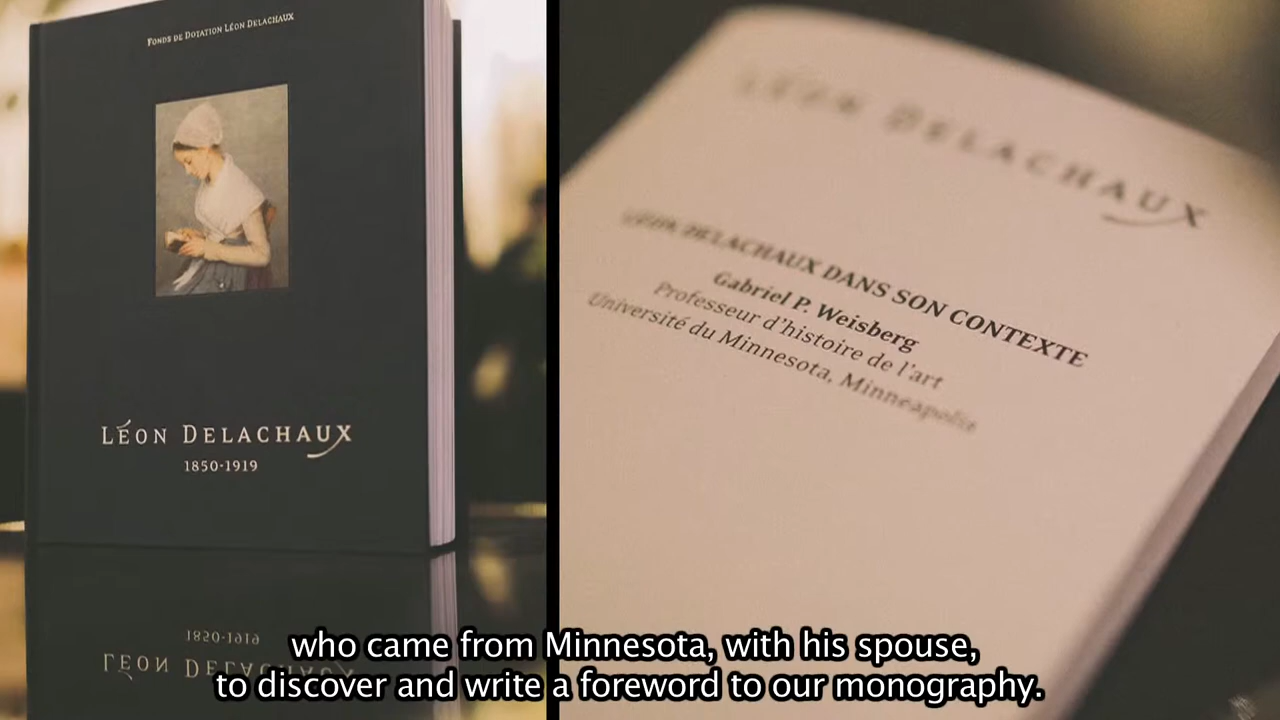 FONDS DE DOTATION LÉON DELACHAUX
LÉON DELACHAUX
1850-1919
1850-1919
LÉON DELACHAUX
LÉON DELACHAUX
LÉON DELACHAUX DANS SON CONTEXTE
Gabriel P. Weisberg
Professeur d'histoire de l'art
Université du Minnesota, Minneapolis
who came from Minnesota, with his spouse,
to discover and write a foreword to our monography.